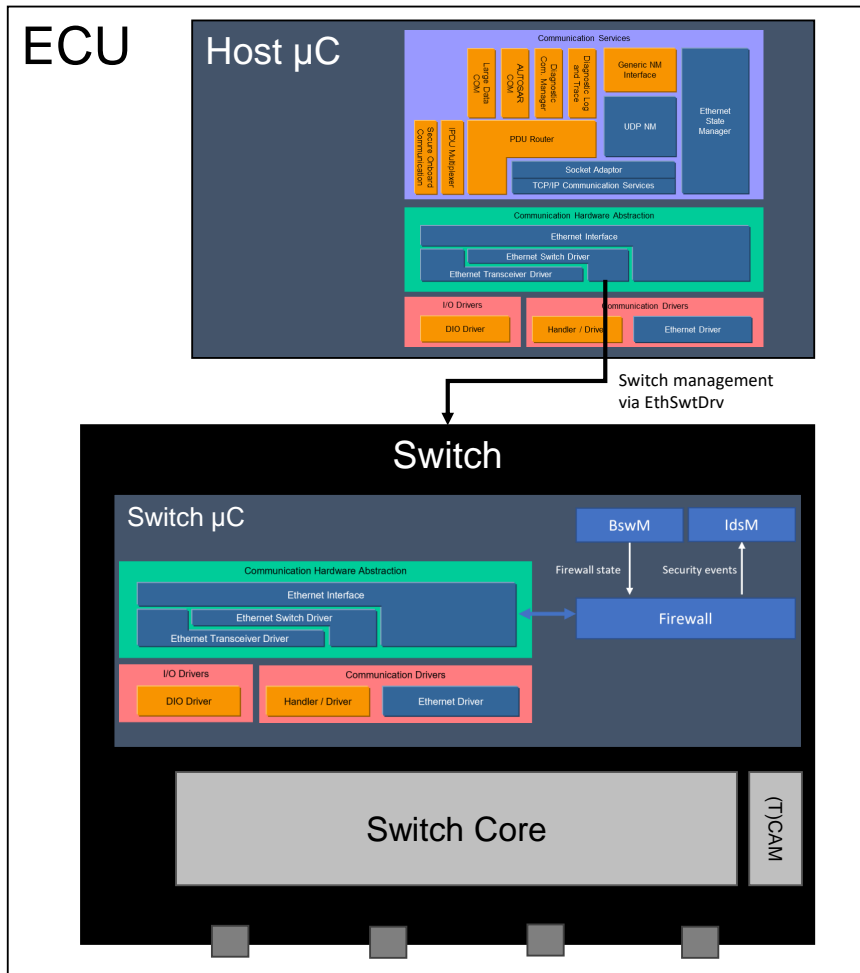 ECU
Host µC
Communication Services
Large Data
COM
AUTOSAR
COM
Diagnostic
Com. Manager
Diagnostic Log
and Trace
Generic NM
Interface
Ethernet
State
Manager
UDP NM
Secure Onboard
Communication
IPDU Multiplexer
PDU Router
Socket Adaptor
TCP/IP Communication Services
Communication Hardware Abstraction
Ethernet Interface
Ethernet Switch Driver
Ethernet Transceiver Driver
I/O Drivers
Communication Drivers
DIO Driver
Handler / Driver
Ethernet Driver
Switch management
via EthSwtDrv
Switch
Switch µC
BswM
IdsM
Firewall state
Security events
Firewall
Communication Hardware Abstraction
Ethernet Interface
Ethernet Switch Driver
Ethernet Transceiver Driver
I/O Drivers
Communication Drivers
DIO Driver
Handler / Driver
Ethernet Driver
Switch Core
(T)CAM